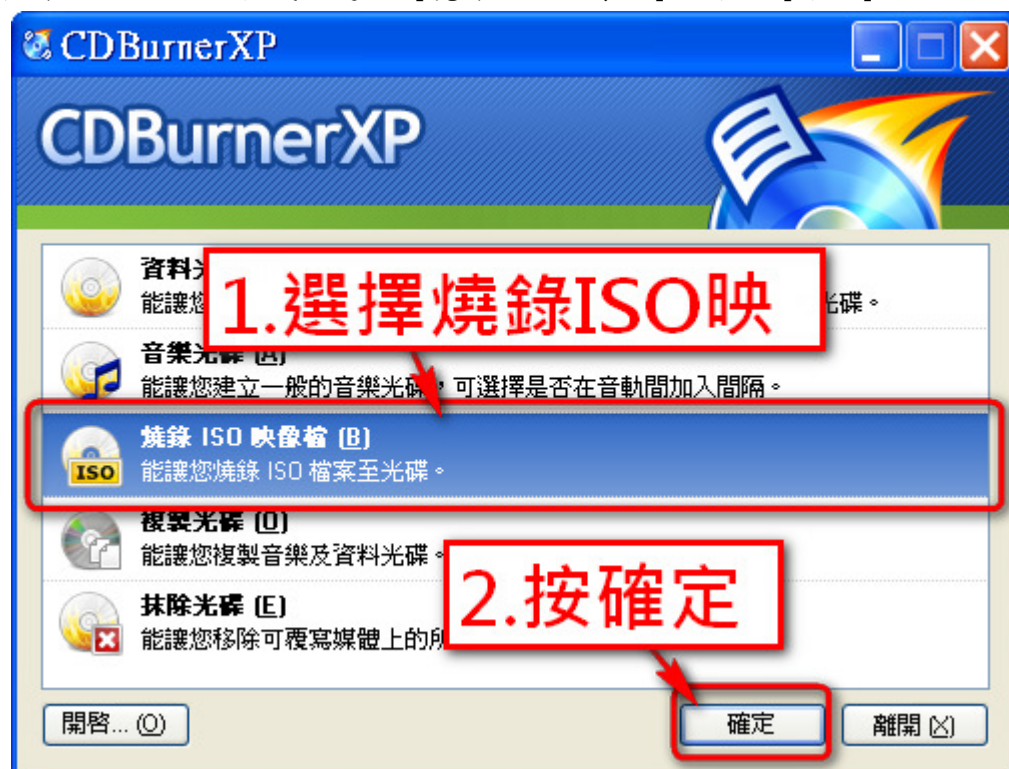 CDBurnerXP
CDBurnerXP
資料
能讓您
光碟。
1.選擇燒錄ISO映
音樂光碟 (A)
能讓您建立一般的音樂光碟，可選擇是否在音軌間加入間隔。
燒錄 ISO 映像檔 (B)
ISO
能讓您燒錄 ISO 檔案至光碟。
複製光碟 (O)
能讓您複製音樂及資料光碟。
2.按確定
抹除光碟 (E)
能讓您移除可覆寫媒體上的所
開啓... (O)
確定
離開 (X)